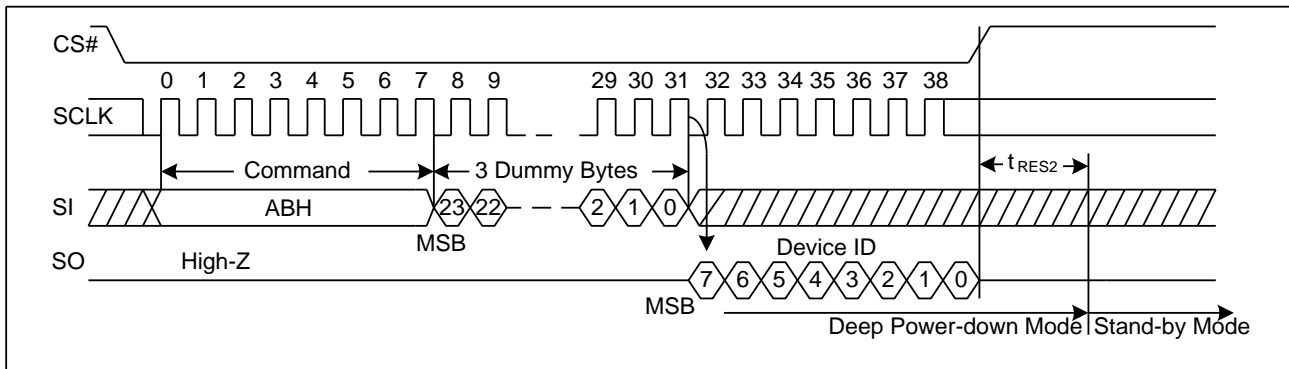 CS#
0 1 2 3 4 5 6 7 8 9 29 30 31 32 33 34 35 36 37 38
SCLK
Command 3 Dummy Bytes tRES2
SI ABH 23 22 2 1 0
MSB Device ID
SO High-Z
7 6 5 4 3 2 1 0
MSB
Deep Power-down Mode Stand-by Mode